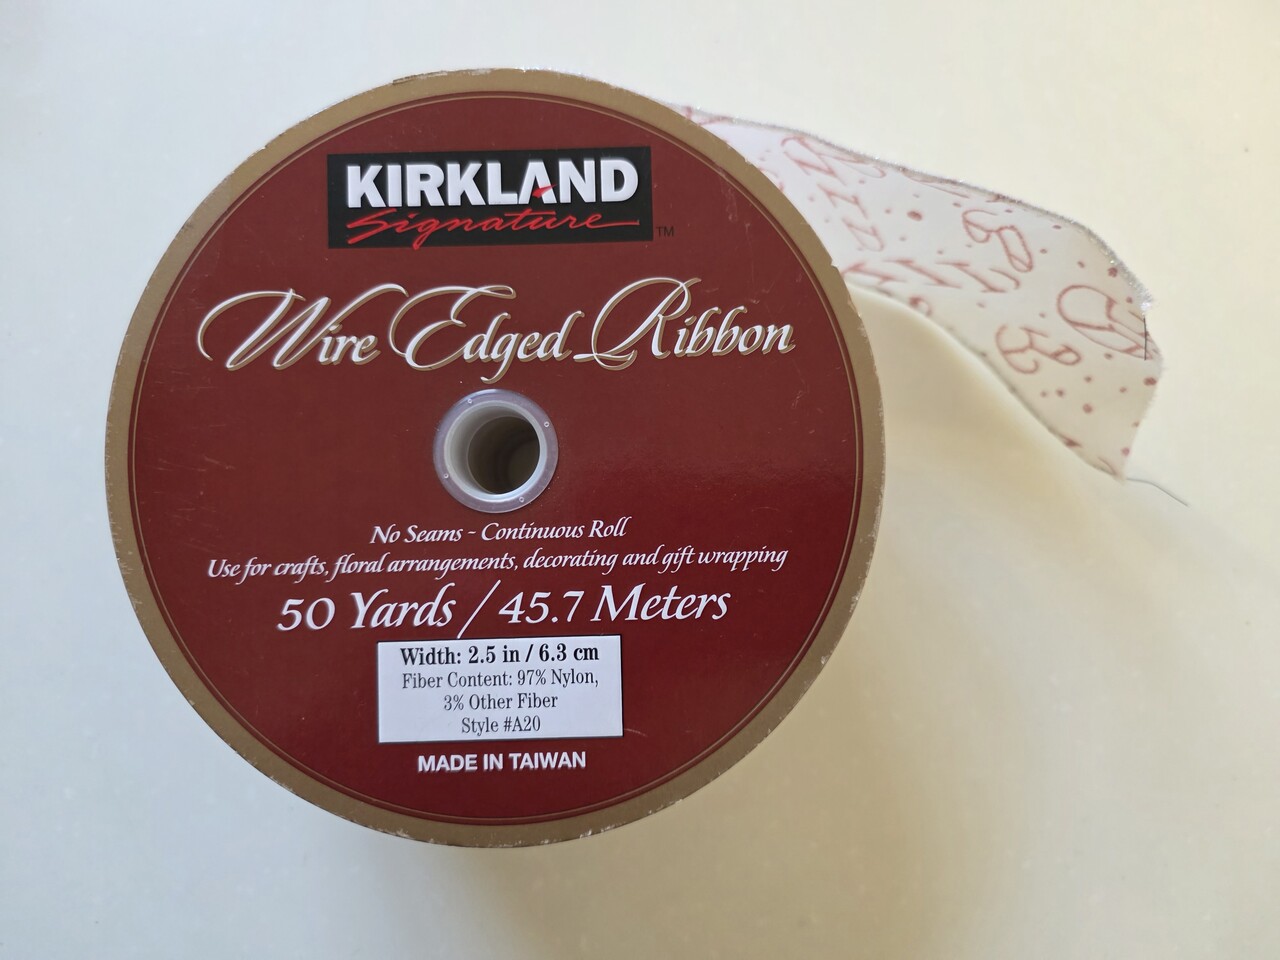 KIRKLAND
Signature™
Wire Edged Ribbon
No Seams - Continuous Roll
Use for crafts, floral arrangements, decorating and gift wrapping
50 Yards / 45.7 Meters
Width: 2.5 in / 6.3 cm
Fiber Content: 97% Nylon,
3% Other Fiber
Style #A20
MADE IN TAIWAN